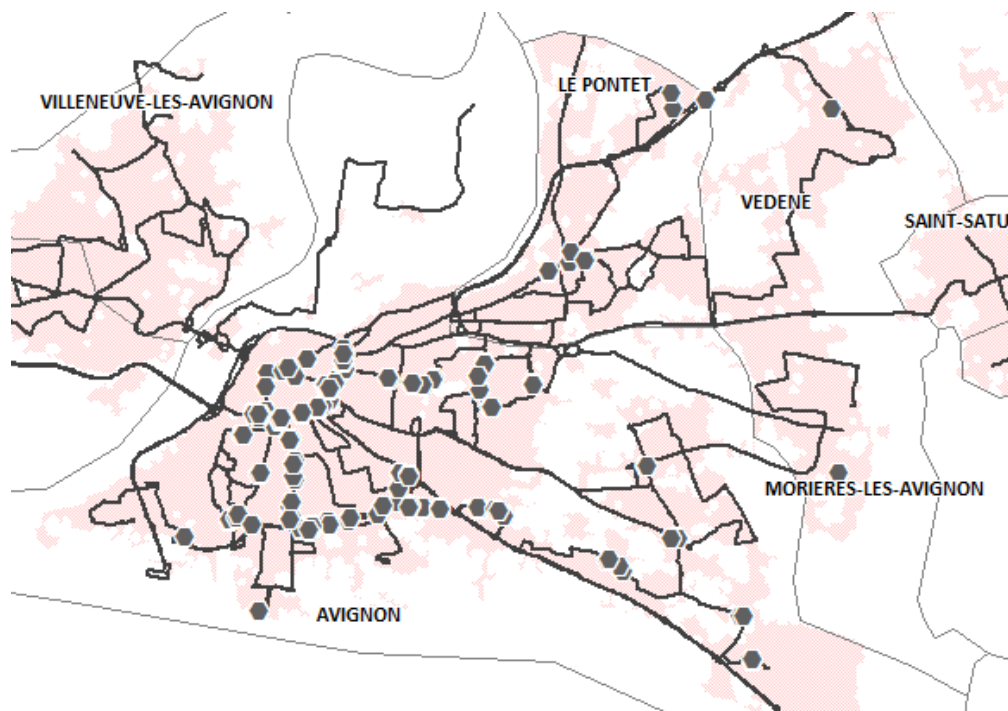 LE PONTET
VILLENEUVE-LES-AVIGNON
VEDENE
SAINT-SATU
MORIERES-LES-AVIGNON
AVIGNON